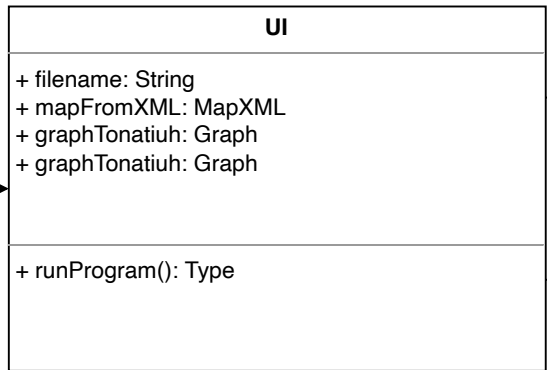 UI
+ filename: String
+ mapFromXML: MapXML
+ graphTonatiuh: Graph
+ graphTonatiuh: Graph
+ runProgram(): Type